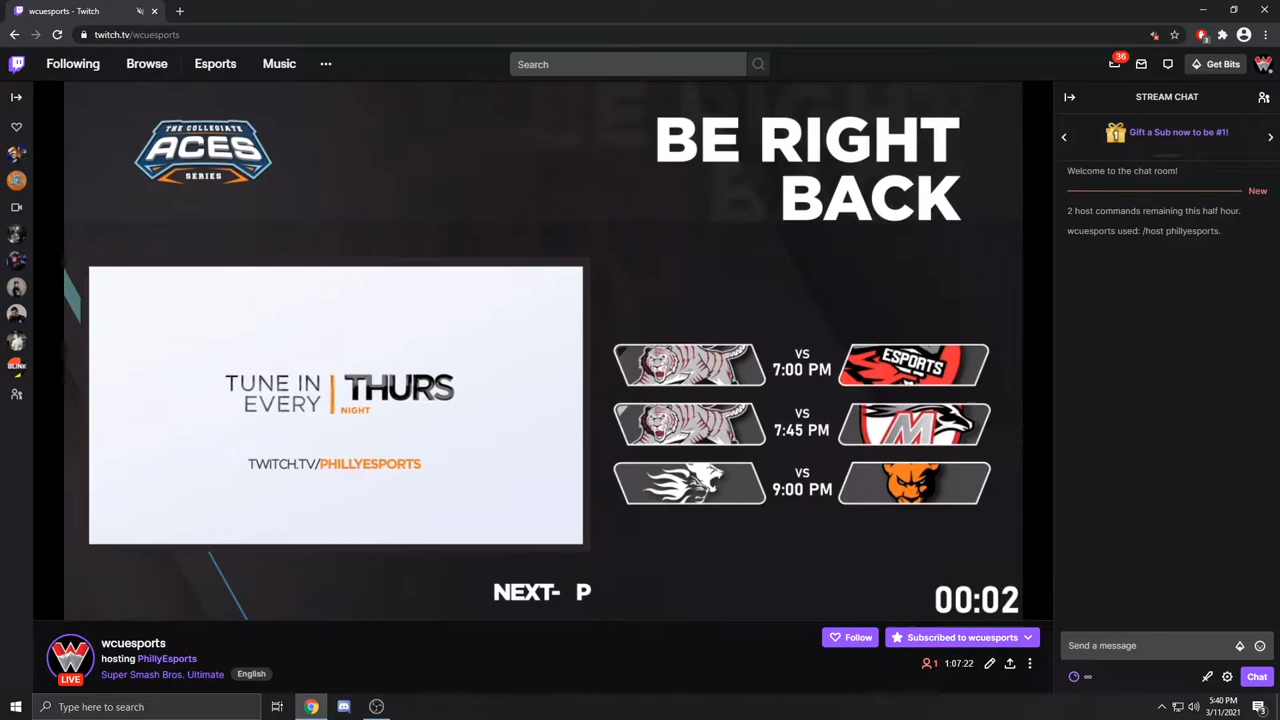 wcuesports - Twitch
twitch.tv/wcuesports
3
Following
Browse
Esports
Music
Search
36
Get Bits
THE COLLEGIATE
ACES
SERIES
BE RIGHT
BACK
TUNE IN
EVERY
THURS
NIGHT
TWITCH.TV/PHILLYESPORTS
VS
7:00 PM
ESPORTS
VS
7:45 PM
M
VS
9:00 PM
NEXT- P
00:02
STREAM CHAT
1
Gift a Sub now to be #1!
Welcome to the chat room!
New
2 host commands remaining this half hour.
wcuesports used: /host phillyesports.
BLINK
wcuesports
hosting PhillyEsports
LIVE
Super Smash Bros. Ultimate
English
Follow
Subscribed to wcuesports
1
1:07:22
Send a message
∞
Chat
Type here to search
5:40 PM
3/11/2021
3